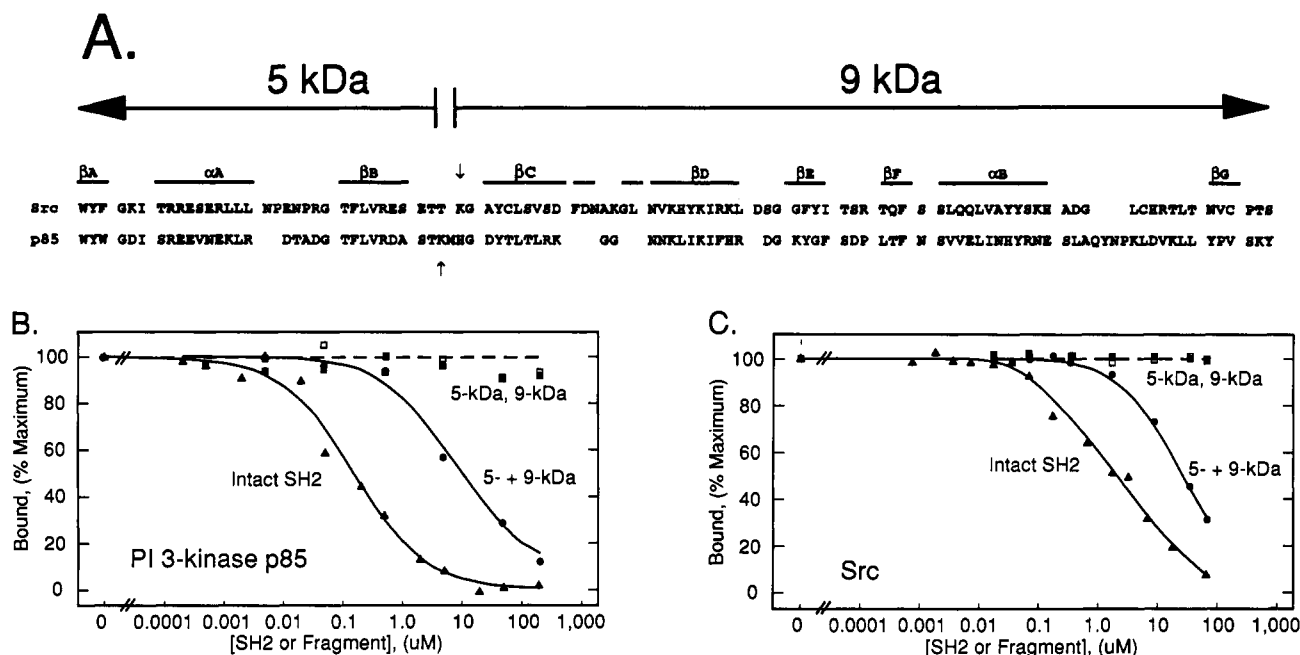 A.
5 kDa 9 kDa
βA αA βB ↓ βC βD βE βF αB βG
Src WYF GKI TRRESERLLL NPENPRG TFLVRES ETT KG AYCLSVSD FDNAKGL NVKHYKIRKL DSG GFYI TSR TQF S SLQQLVAYYSKH ADG LCHRTLT NVC PTS
p85 WYW GDI SREEVNEKLR DTADG TFLVRDA STKMHG DYTLTLRK GG NNKLIKIFHR DG KYGF SDP LTF N SVVELINHYRNE SLAQYNPKLDVKLL YPV SKY
↑
B.
Bound, (% Maximum)
100
80
60
40
20
0
5-kDa, 9-kDa
Intact SH2
5- + 9-kDa
PI 3-kinase p85
0 0.0001 0.001 0.01 0.1 1.0 10 100 1,000
[SH2 or Fragment], (uM)
C.
Bound, (% Maximum)
100
80
60
40
20
0
5-kDa, 9-kDa
Intact SH2
5- + 9-kDa
Src
0 0.0001 0.001 0.01 0.1 1.0 10 100 1,000
[SH2 or Fragment], (uM)